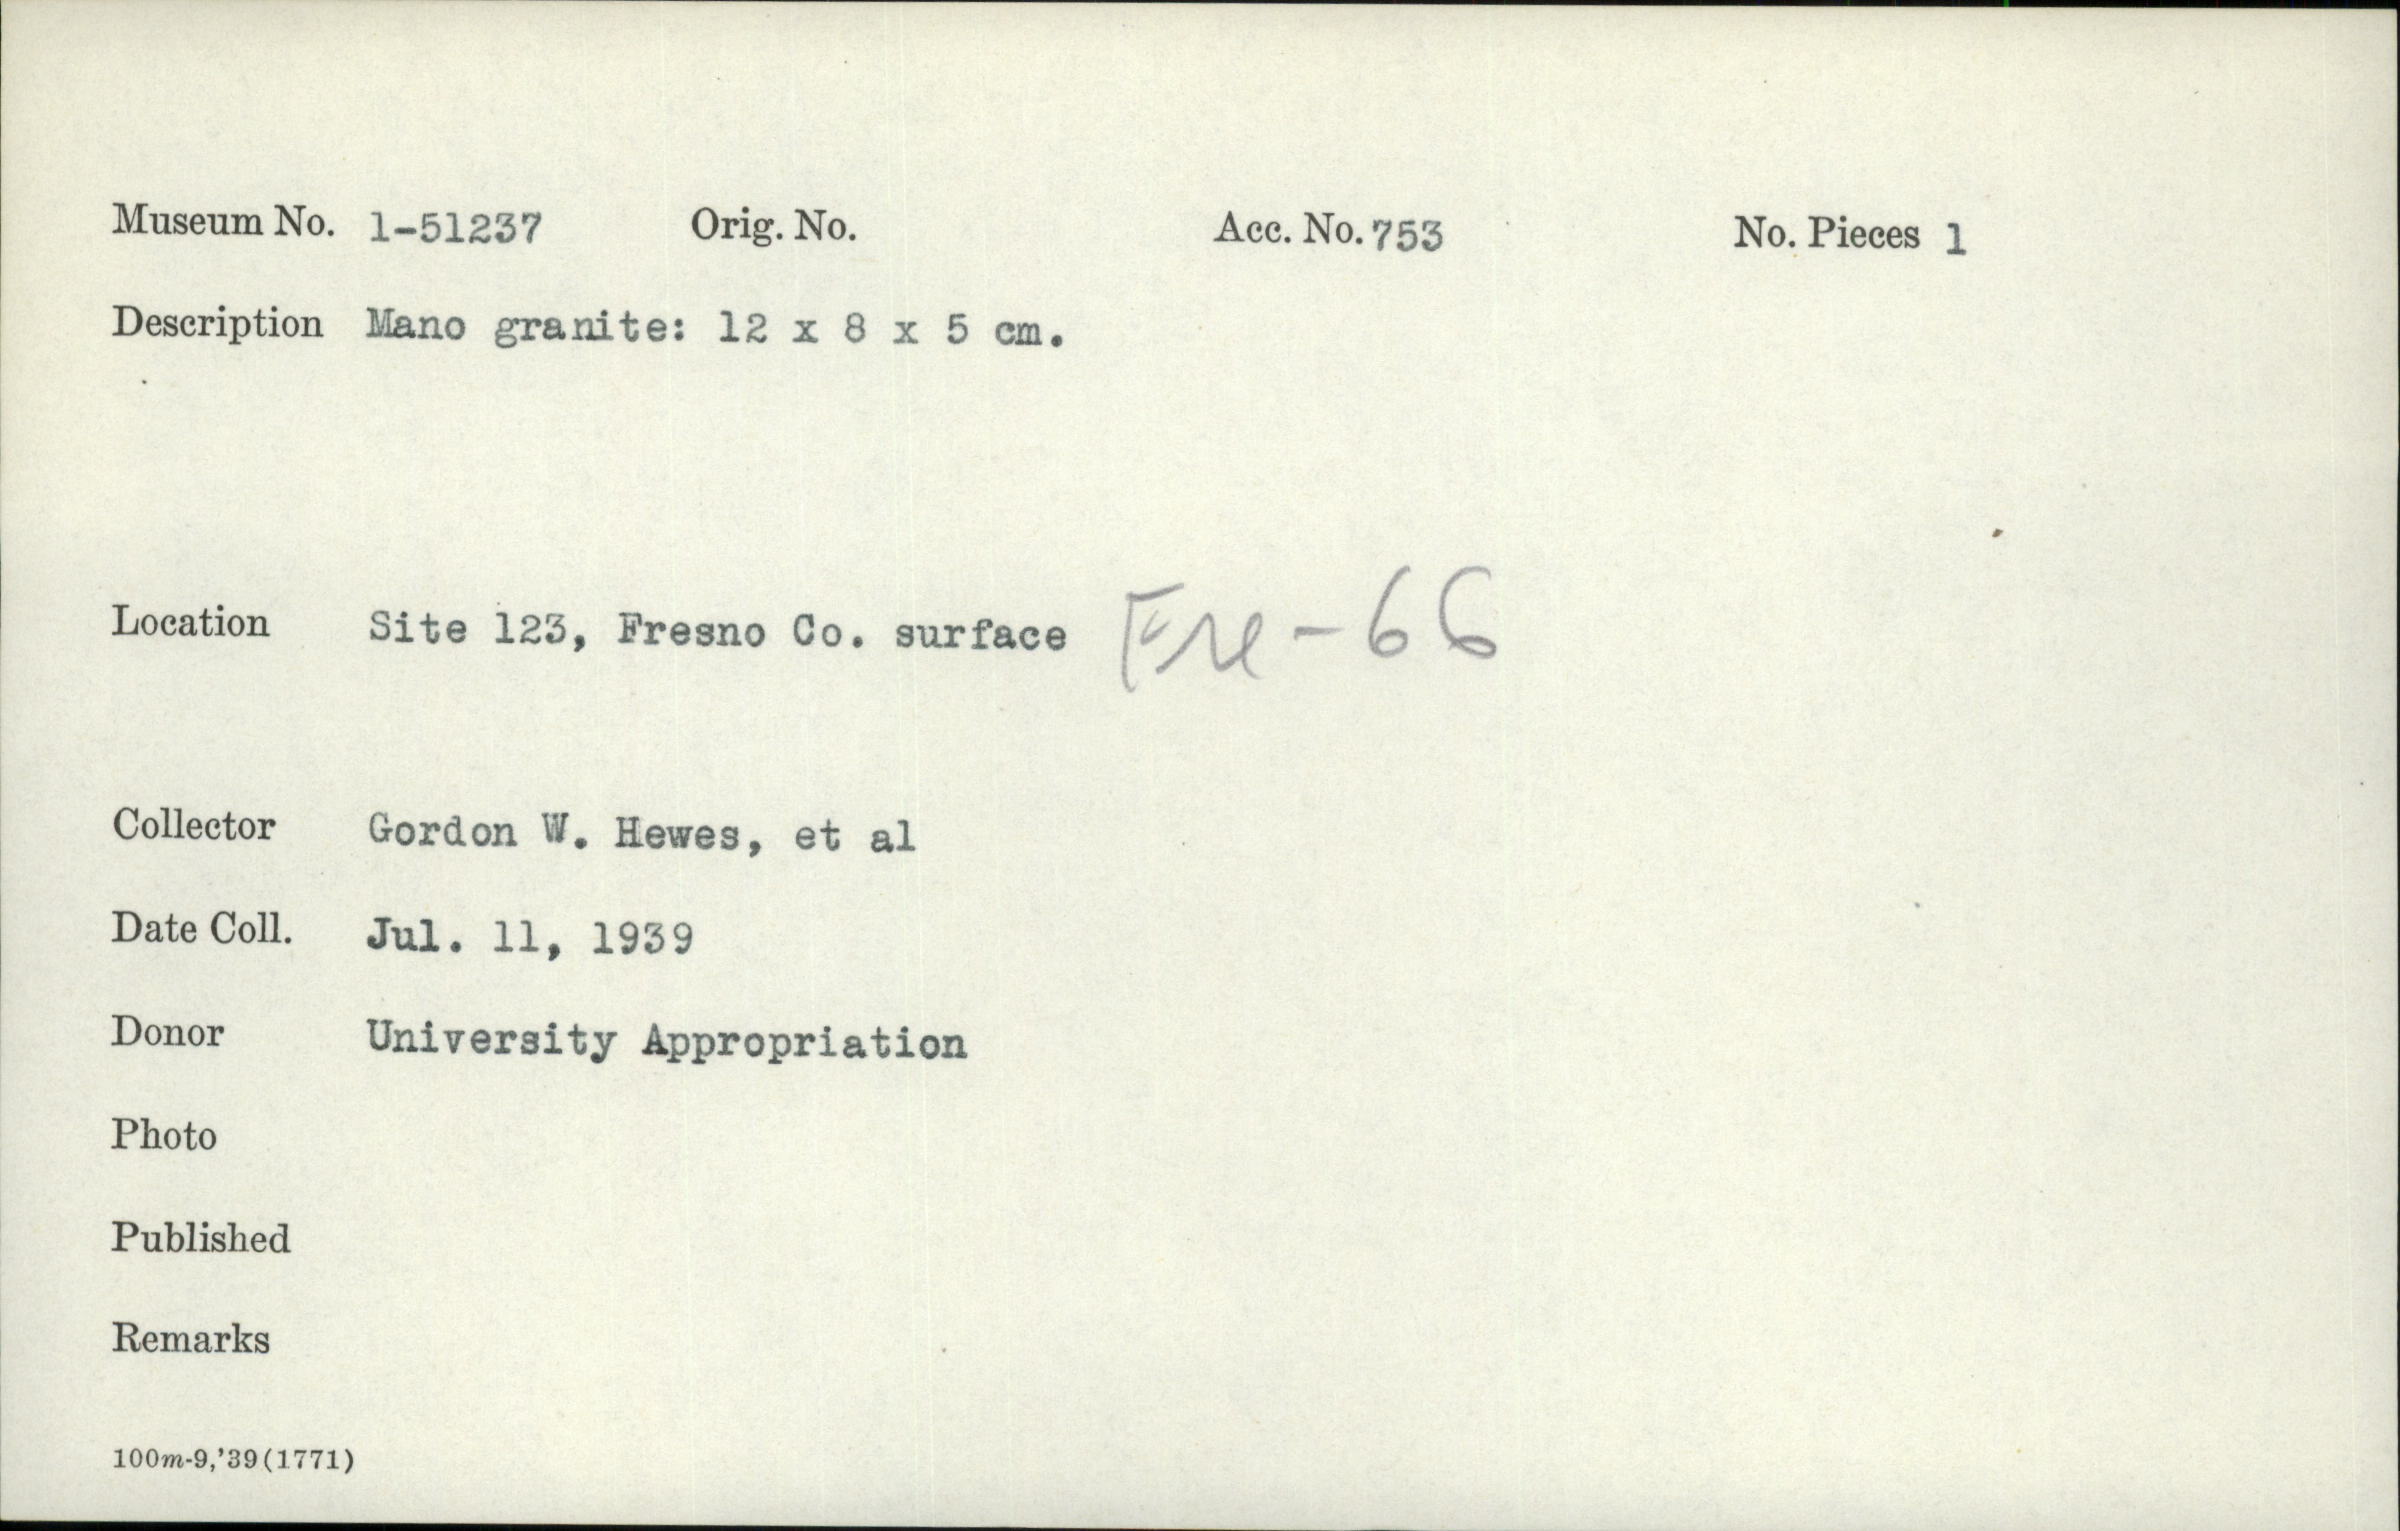 Museum No. 1-51237 Orig. No. Acc. No. 753 No. Pieces 1
Description Mano granite: 12 x 8 x 5 cm.
Location Site 123, Fresno Co. surface Fre-66
Collector Gordon W. Hewes, et al
Date Coll. Jul. 11, 1939
Donor University Appropriation
Photo
Published
Remarks
100m-9,'39(1771)